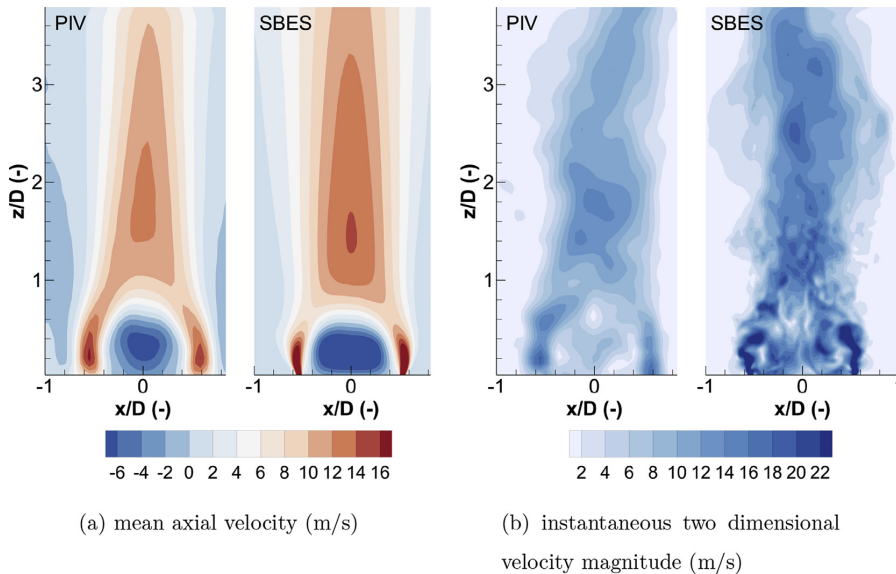 PIV
SBES
PIV
SBES
3
2
1
z/D (-)
3
2
1
z/D (-)
-1
0
-1
0
-1
0
-1
0
x/D (-)
x/D (-)
x/D (-)
x/D (-)
-6 -4 -2 0 2 4 6 8 10 12 14 16
2 4 6 8 10 12 14 16 18 20 22
(a) mean axial velocity (m/s)
(b) instantaneous two dimensional
velocity magnitude (m/s)